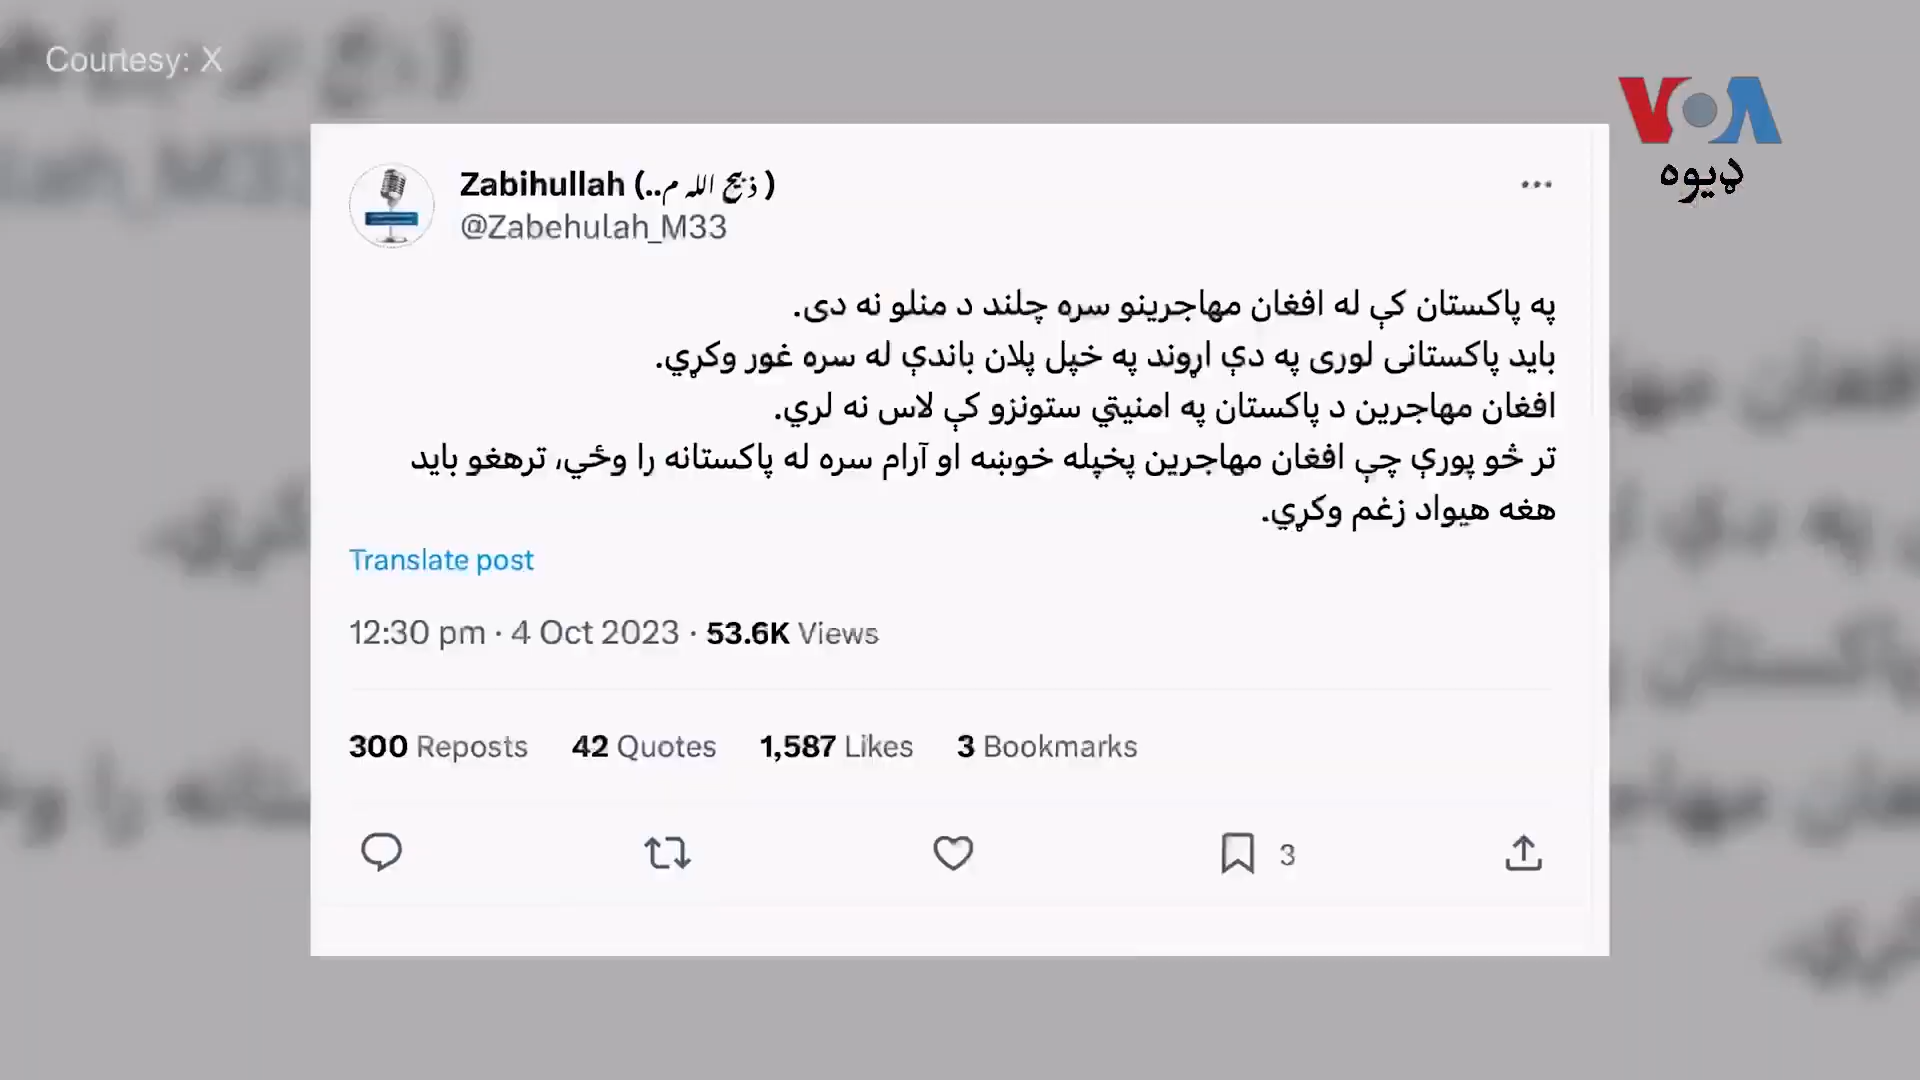 Courtesy: X
VOA
ډیوه
Zabihullah (..ذبیح الله م )
@Zabehulah_M33
په پاکستان کې له افغان مهاجرینو سره چلند د منلو نه دی.
باید پاکستانی لوری په دې اړوند په خپل پلان باندې له سره غور وکړي.
افغان مهاجرین د پاکستان په امنیتي ستونزو کې لاس نه لري.
تر څو پورې چې افغان مهاجرین پخپله خوښه او آرام سره له پاکستانه را وځي، ترهغو باید
هغه هیواد زغم وکړي.
Translate post
12:30 pm · 4 Oct 2023 · 53.6K Views
300 Reposts 42 Quotes 1,587 Likes 3 Bookmarks
3